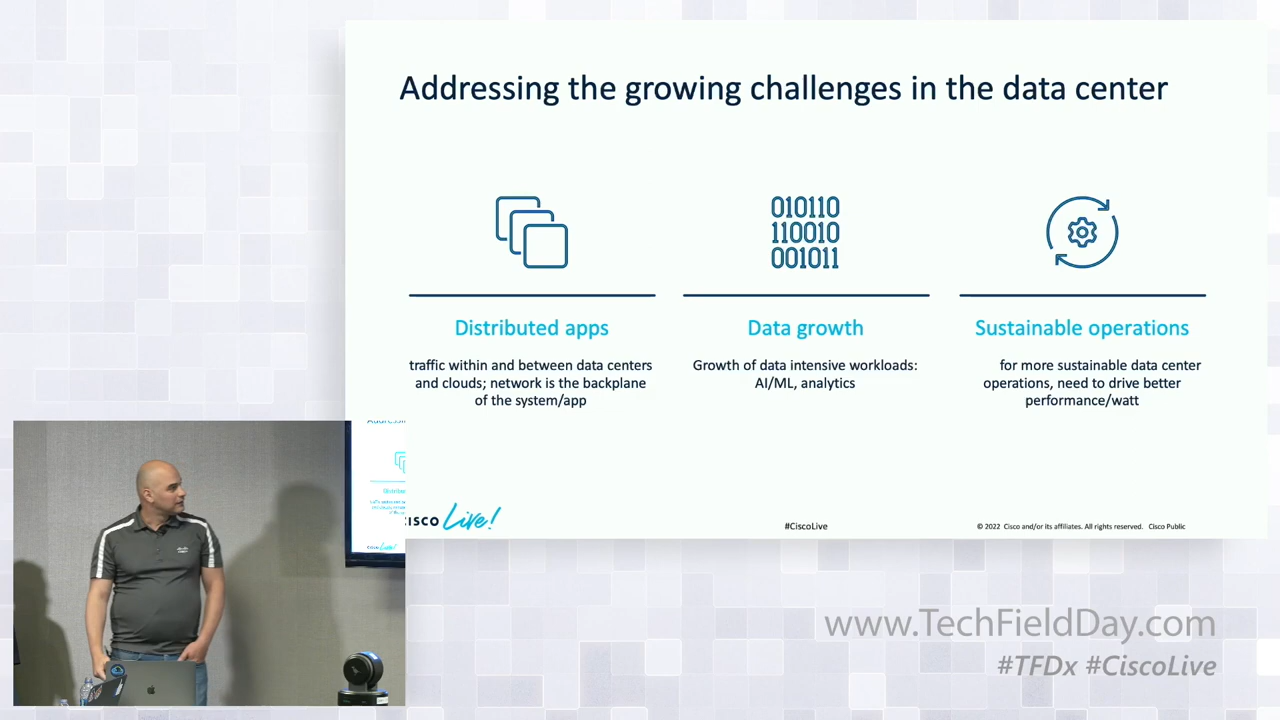 Addressing the growing challenges in the data center
010110
110010
001011
Distributed apps
traffic within and between data centers
and clouds; network is the backplane
of the system/app
Data growth
Growth of data intensive workloads:
AI/ML, analytics
Sustainable operations
for more sustainable data center
operations, need to drive better
performance/watt
CISCO Live!
#CiscoLive
© 2022 Cisco and/or its affiliates. All rights reserved. Cisco Public
www.TechFieldDay.com
#TFDx #CiscoLive